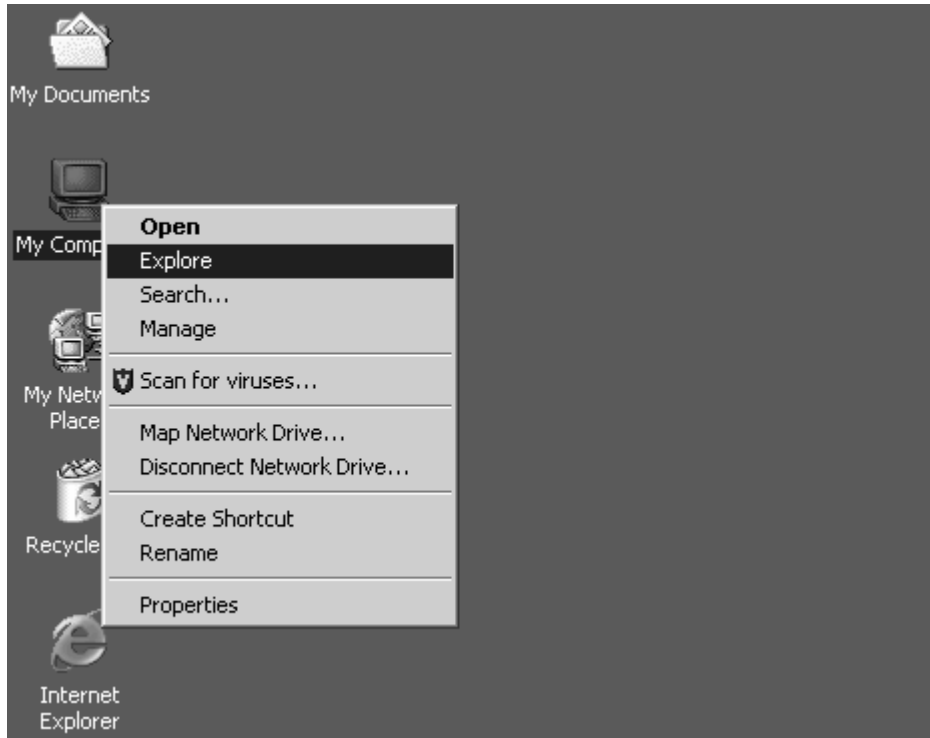 My Documents
My Comp
Open
Explore
Search...
Manage
Scan for viruses...
My Netw
Place
Map Network Drive...
Disconnect Network Drive...
Create Shortcut
Recycle
Rename
Properties
Internet
Explorer